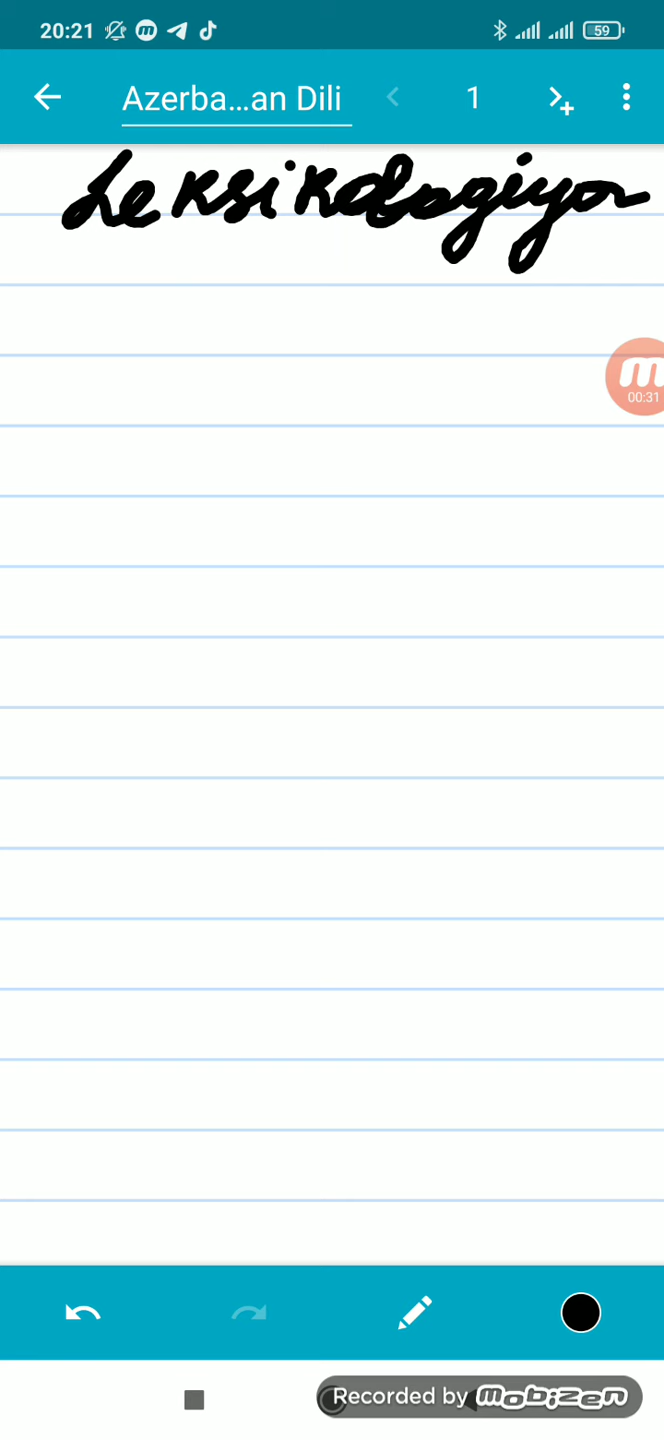 20:21
59
Azerba...an Dili
1
Leksikologiya
00:31
Recorded by mobizen